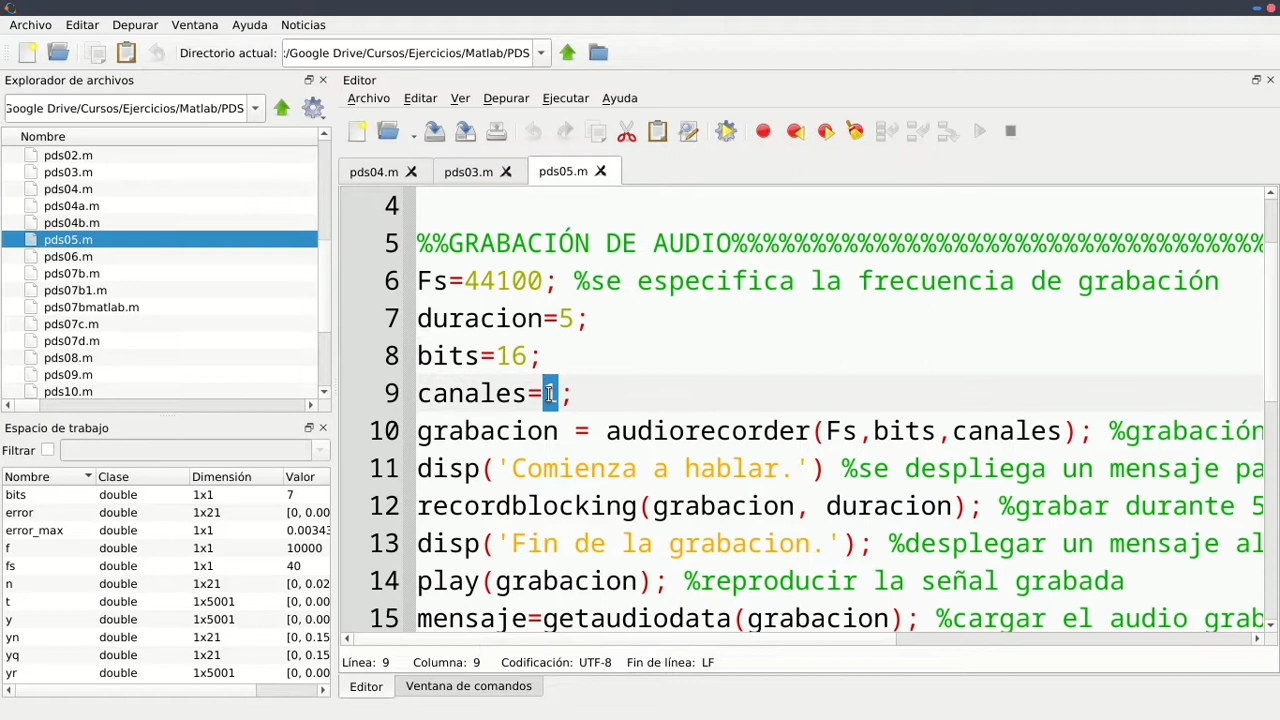 Archivo Editar Depurar Ventana Ayuda Noticias
Directorio actual: :/Google Drive/Cursos/Ejercicios/Matlab/PDS
Explorador de archivos
Google Drive/Cursos/Ejercicios/Matlab/PDS
Nombre
pds02.m
pds03.m
pds04.m
pds04a.m
pds04b.m
pds05.m
pds06.m
pds07b.m
pds07b1.m
pds07bmatlab.m
pds07c.m
pds07d.m
pds08.m
pds09.m
pds10.m
Espacio de trabajo
Filtrar
Nombre Clase Dimensión Valor
bits double 1x1 7
error double 1x21 [0, 0.00
error_max double 1x1 0.00343
f double 1x1 10000
fs double 1x1 40
n double 1x21 [0, 0.02
t double 1x5001 [0, 0.00
y double 1x5001 [0, 0.00
yn double 1x21 [0, 0.15
yq double 1x21 [0, 0.15
yr double 1x5001 [0, 0.00
Editor
Archivo Editar Ver Depurar Ejecutar Ayuda
pds04.m pds03.m pds05.m
4
5 %%GRABACIÓN DE AUDIO%%%%%%%%%%%%%%%%%%%%%%%%%%%%%%%%%%
6 Fs=44100; %se especifica la frecuencia de grabación
7 duracion=5;
8 bits=16;
9 canales=1;
10 grabacion = audiorecorder(Fs,bits,canales); %grabación
11 disp('Comienza a hablar.') %se despliega un mensaje pa
12 recordblocking(grabacion, duracion); %grabar durante 5
13 disp('Fin de la grabacion.'); %desplegar un mensaje al
14 play(grabacion); %reproducir la señal grabada
15 mensaje=getaudiodata(grabacion); %cargar el audio grab
Línea: 9 Columna: 9 Codificación: UTF-8 Fin de línea: LF
Editor Ventana de comandos